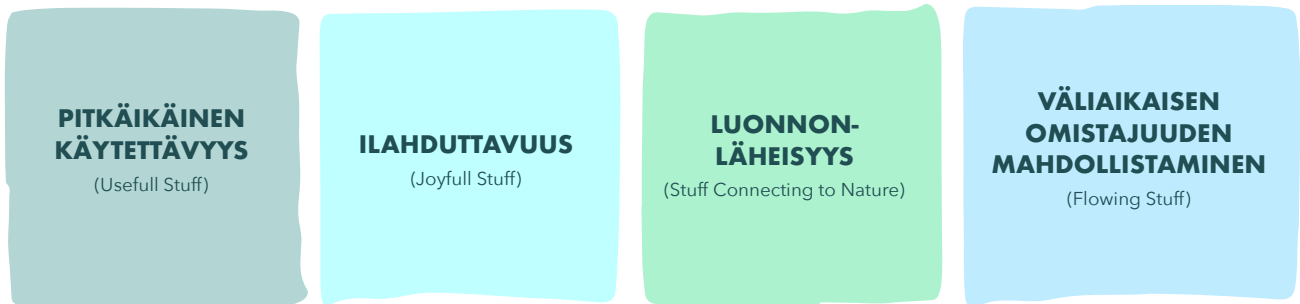 PITKÄIKÄINEN
KÄYTETTÄVYYS
(Usefull Stuff)
ILAHDUTTAVUUS
(Joyfull Stuff)
LUONNON-
LÄHEISYYS
(Stuff Connecting to Nature)
VÄLIAIKAISEN
OMISTAJUUDEN
MAHDOLLISTAMINEN
(Flowing Stuff)